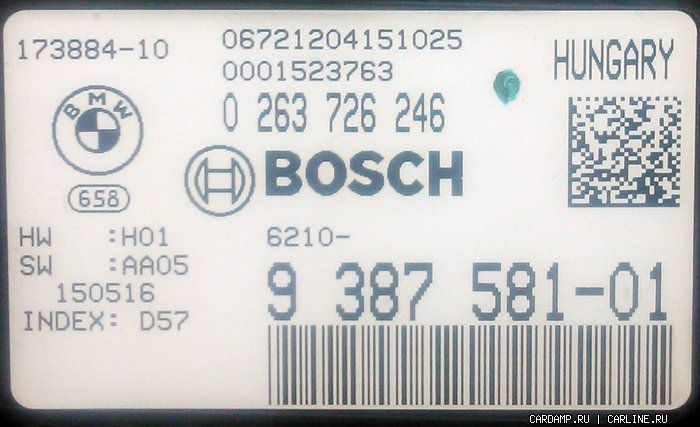 173884-10
06721204151025
0001523763
HUNGARY
0 263 726 246
BMW
BOSCH
658
HW :H01
SW :AA05
150516
INDEX: D57
6210-
9 387 581-01
CARDAMP.RU | CARLINE.RU